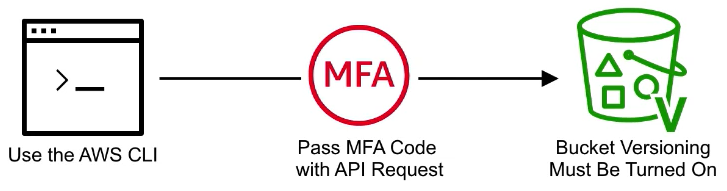 >_
MFA
V
Use the AWS CLI
Pass MFA Code
with API Request
Bucket Versioning
Must Be Turned On